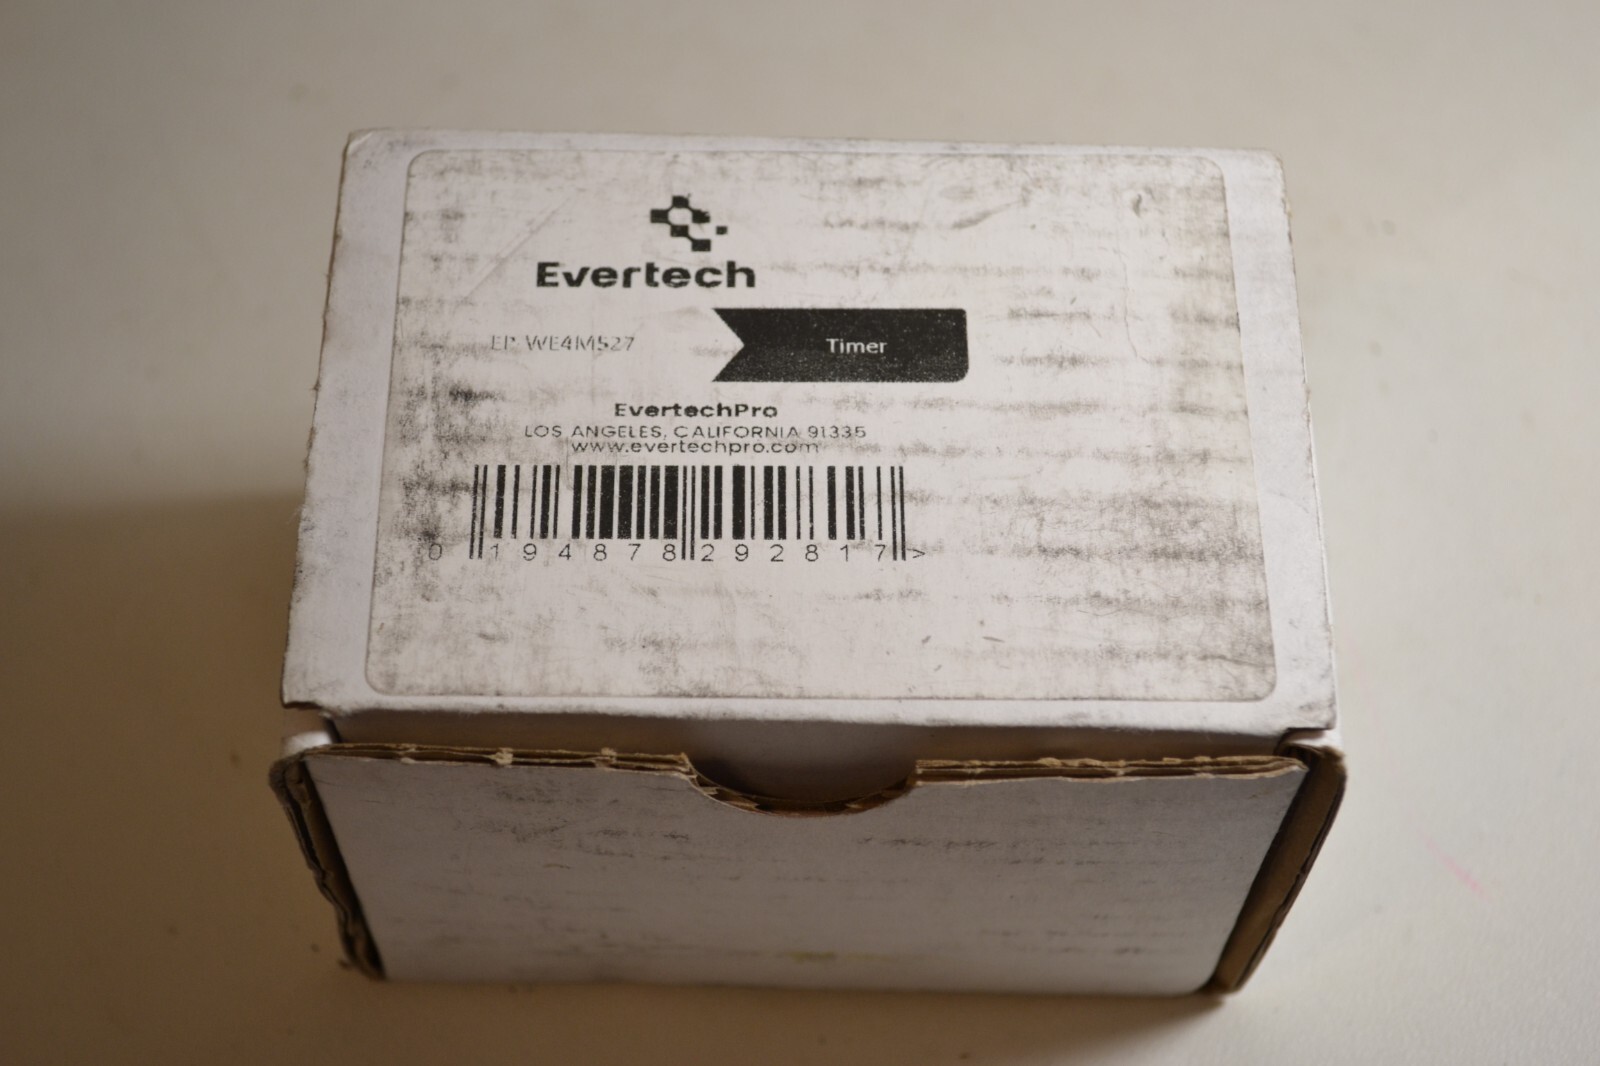 Evertech
EP WE4M527
Timer
EvertechPro
LOS ANGELES, CALIFORNIA 91335
www.evertechpro.com
0 194878 292817 >